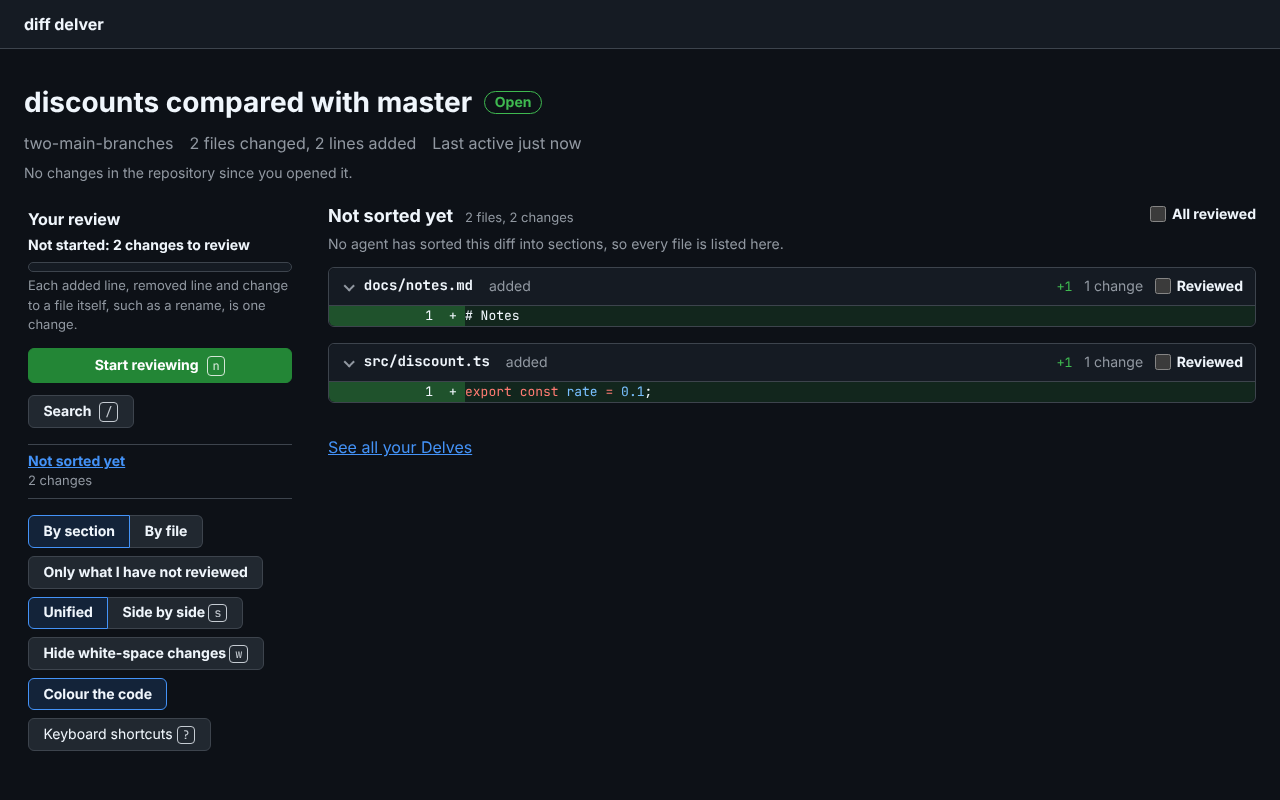 diff delver
discounts compared with master Open
two-main-branches 2 files changed, 2 lines added Last active just now
No changes in the repository since you opened it.
Your review
Not started: 2 changes to review
Each added line, removed line and change
to a file itself, such as a rename, is one
change.
Start reviewing n
Search /
Not sorted yet
2 changes
By section By file
Only what I have not reviewed
Unified Side by side s
Hide white-space changes w
Colour the code
Keyboard shortcuts ?
Not sorted yet 2 files, 2 changes All reviewed
No agent has sorted this diff into sections, so every file is listed here.
docs/notes.md added +1 1 change Reviewed
1 + # Notes
src/discount.ts added +1 1 change Reviewed
1 + export const rate = 0.1;
See all your Delves